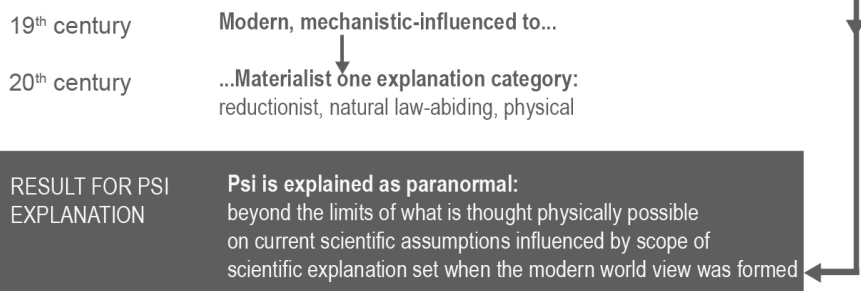 19th century Modern, mechanistic-influenced to...
20th century ...Materialist one explanation category:
reductionist, natural law-abiding, physical
RESULT FOR PSI Psi is explained as paranormal:
EXPLANATION beyond the limits of what is thought physically possible
on current scientific assumptions influenced by scope of
scientific explanation set when the modern world view was formed